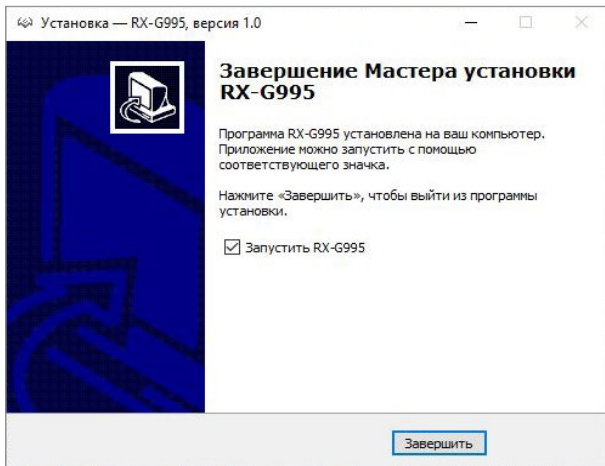 Установка — RX-G995, версия 1.0
Завершение Мастера установки
RX-G995
Программа RX-G995 установлена на ваш компьютер.
Приложение можно запустить с помощью
соответствующего значка.
Нажмите «Завершить», чтобы выйти из программы
установки.
Запустить RX-G995
Завершить